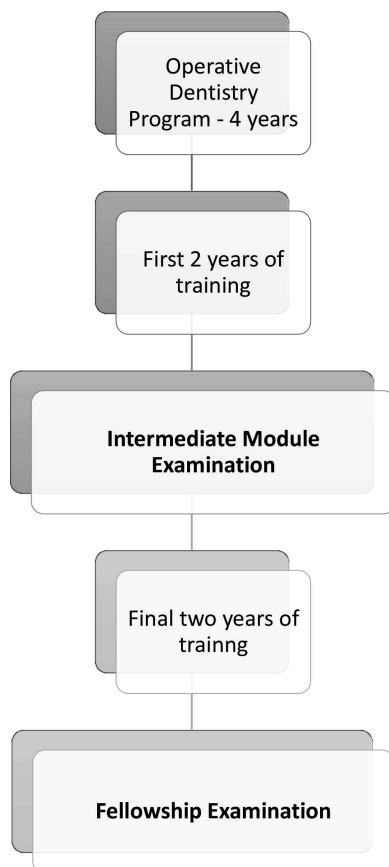 Operative
Dentistry
Program - 4 years
First 2 years of
training
Intermediate Module
Examination
Final two years of
trainng
Fellowship Examination